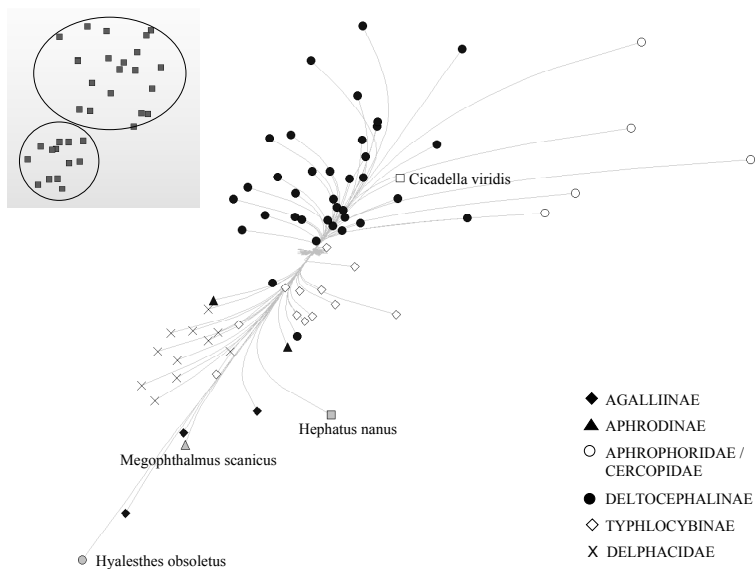 Cicadella viridis
Hephatus nanus
Megophthalmus scanicus
Hyalesthes obsoletus
AGALLIINAE
APHRODINAE
APHROPHORIDAE /
CERCOPIDAE
DELTOCEPHALINAE
TYPHLOCYBINAE
DELPHACIDAE